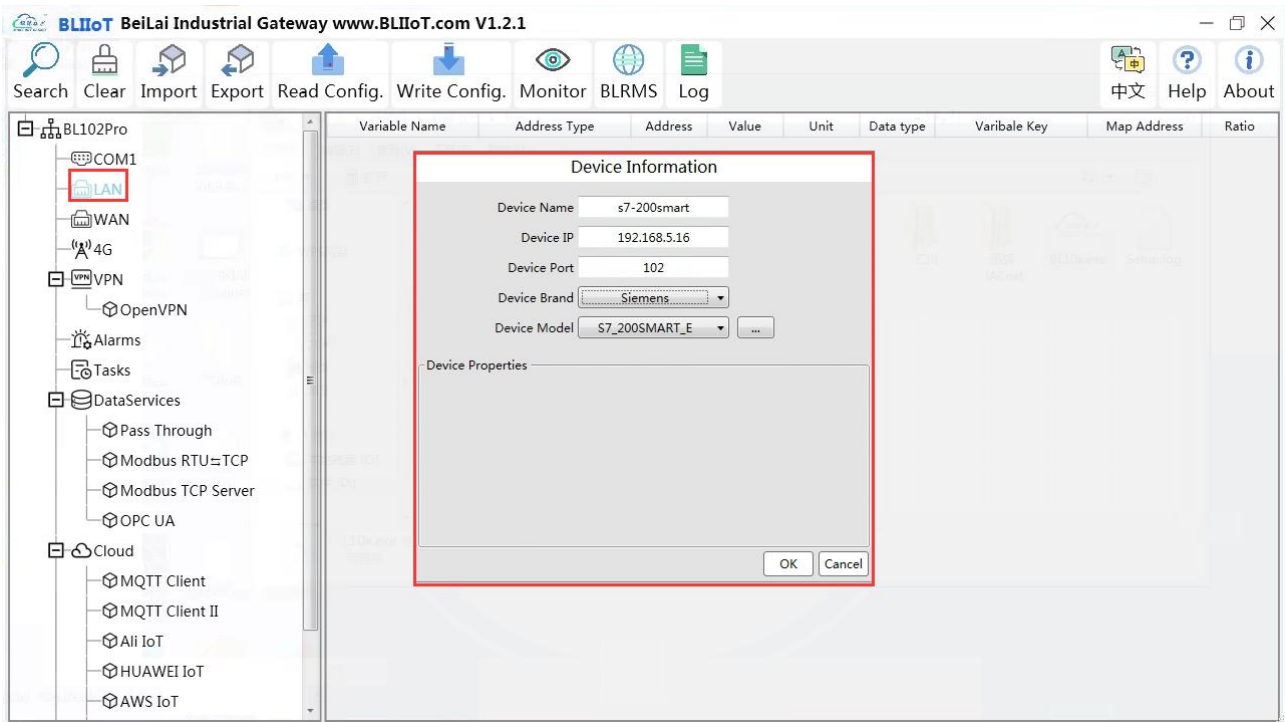 BLIIoT BeiLai Industrial Gateway www.BLIIoT.com V1.2.1
Search Clear Import Export Read Config. Write Config. Monitor BLRMS Log 中文 Help About
BL102Pro
COM1
LAN
WAN
4G
VPN VPN
OpenVPN
Alarms
Tasks
DataServices
Pass Through
Modbus RTU⇆TCP
Modbus TCP Server
OPC UA
Cloud
MQTT Client
MQTT Client II
Ali IoT
HUAWEI IoT
AWS IoT
Variable Name Address Type Address Value Unit Data type Varibale Key Map Address Ratio
Device Information
Device Name s7-200smart
Device IP 192.168.5.16
Device Port 102
Device Brand Siemens
Device Model S7_200SMART_E ...
Device Properties
OK Cancel